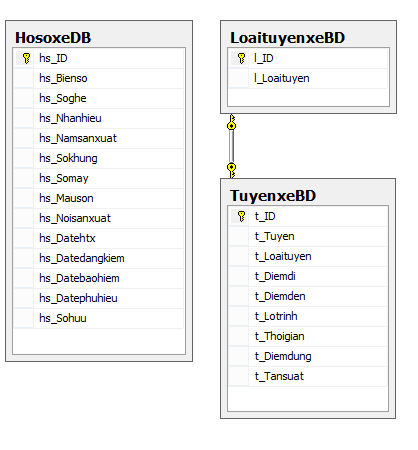 HosoxeDB
hs_ID
hs_Bienso
hs_Soghe
hs_Nhanhieu
hs_Namsanxuat
hs_Sokhung
hs_Somay
hs_Mauson
hs_Noisanxuat
hs_Datehtx
hs_Datedangkiem
hs_Datebaohiem
hs_Datephuhieu
hs_Sohuu
LoaituyenxeBD
l_ID
l_Loaituyen
TuyenxeBD
t_ID
t_Tuyen
t_Loaituyen
t_Diemdi
t_Diemden
t_Lotrinh
t_Thoigian
t_Diemdung
t_Tansuat